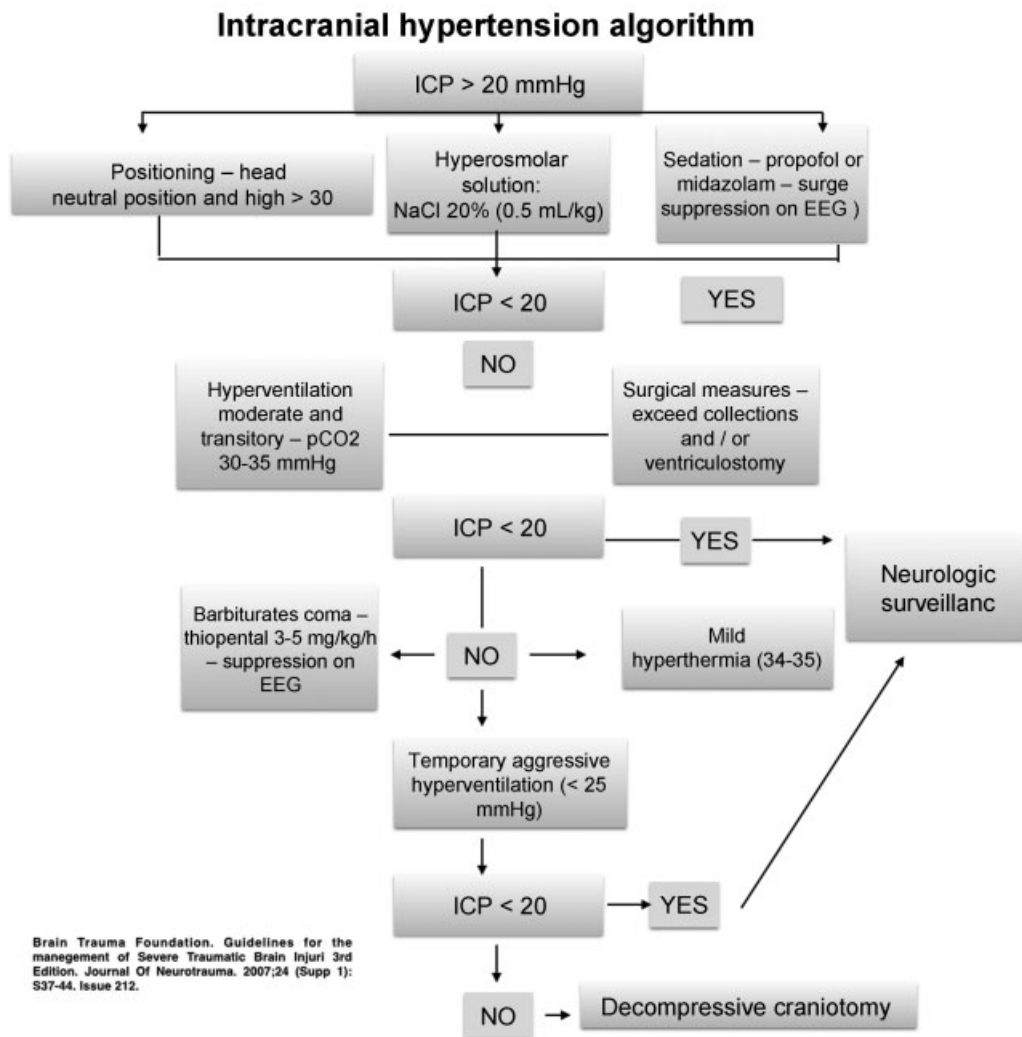 Intracranial hypertension algorithm
ICP > 20 mmHg
Positioning – head
neutral position and high > 30
Hyperosmolar
solution:
NaCl 20% (0.5 mL/kg)
Sedation – propofol or
midazolam – surge
suppression on EEG )
ICP < 20
YES
NO
Hyperventilation
moderate and
transitory – pCO2
30-35 mmHg
Surgical measures –
exceed collections
and / or
ventriculostomy
ICP < 20
YES
Neurologic
surveillanc
Barbiturates coma –
thiopental 3-5 mg/kg/h
– suppression on
EEG
NO
Mild
hyperthermia (34-35)
Temporary aggressive
hyperventilation (< 25
mmHg)
ICP < 20
YES
Brain Trauma Foundation. Guidelines for the
manegement of Severe Traumatic Brain Injuri 3rd
Edition. Journal Of Neurotrauma. 2007;24 (Supp 1):
S37-44. Issue 212.
NO
Decompressive craniotomy